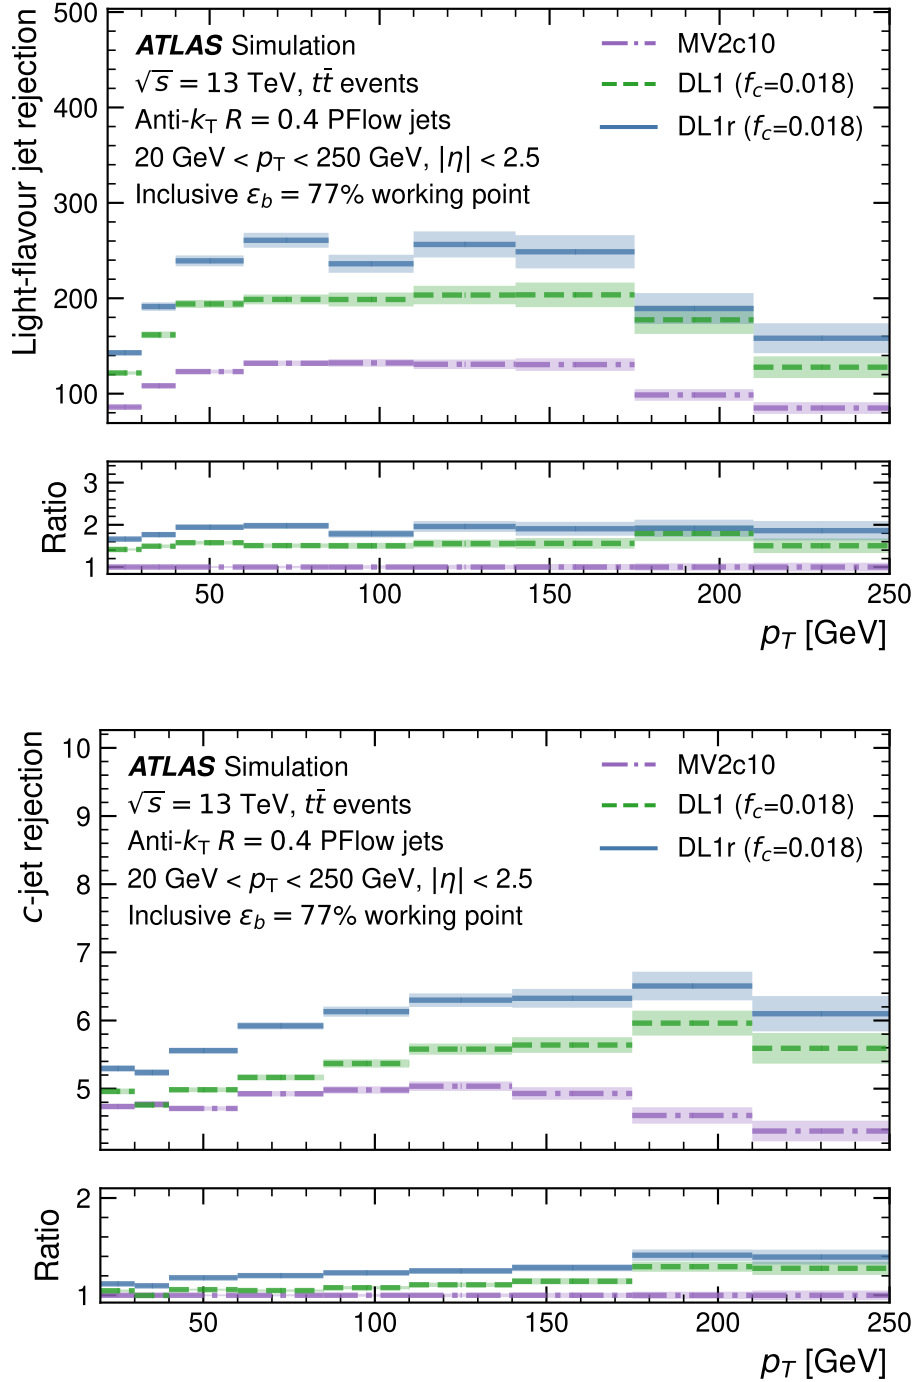 Light-flavour jet rejection
500
400
300
200
100
ATLAS Simulation
√s = 13 TeV, tt̄ events
Anti-kT R = 0.4 PFlow jets
20 GeV < pT < 250 GeV, |η| < 2.5
Inclusive εb = 77% working point
MV2c10
DL1 (fc=0.018)
DL1r (fc=0.018)
Ratio
3
2
1
50 100 150 200 250
pT [GeV]
c-jet rejection
10
9
8
7
6
5
ATLAS Simulation
√s = 13 TeV, tt̄ events
Anti-kT R = 0.4 PFlow jets
20 GeV < pT < 250 GeV, |η| < 2.5
Inclusive εb = 77% working point
MV2c10
DL1 (fc=0.018)
DL1r (fc=0.018)
Ratio
2
1
50 100 150 200 250
pT [GeV]